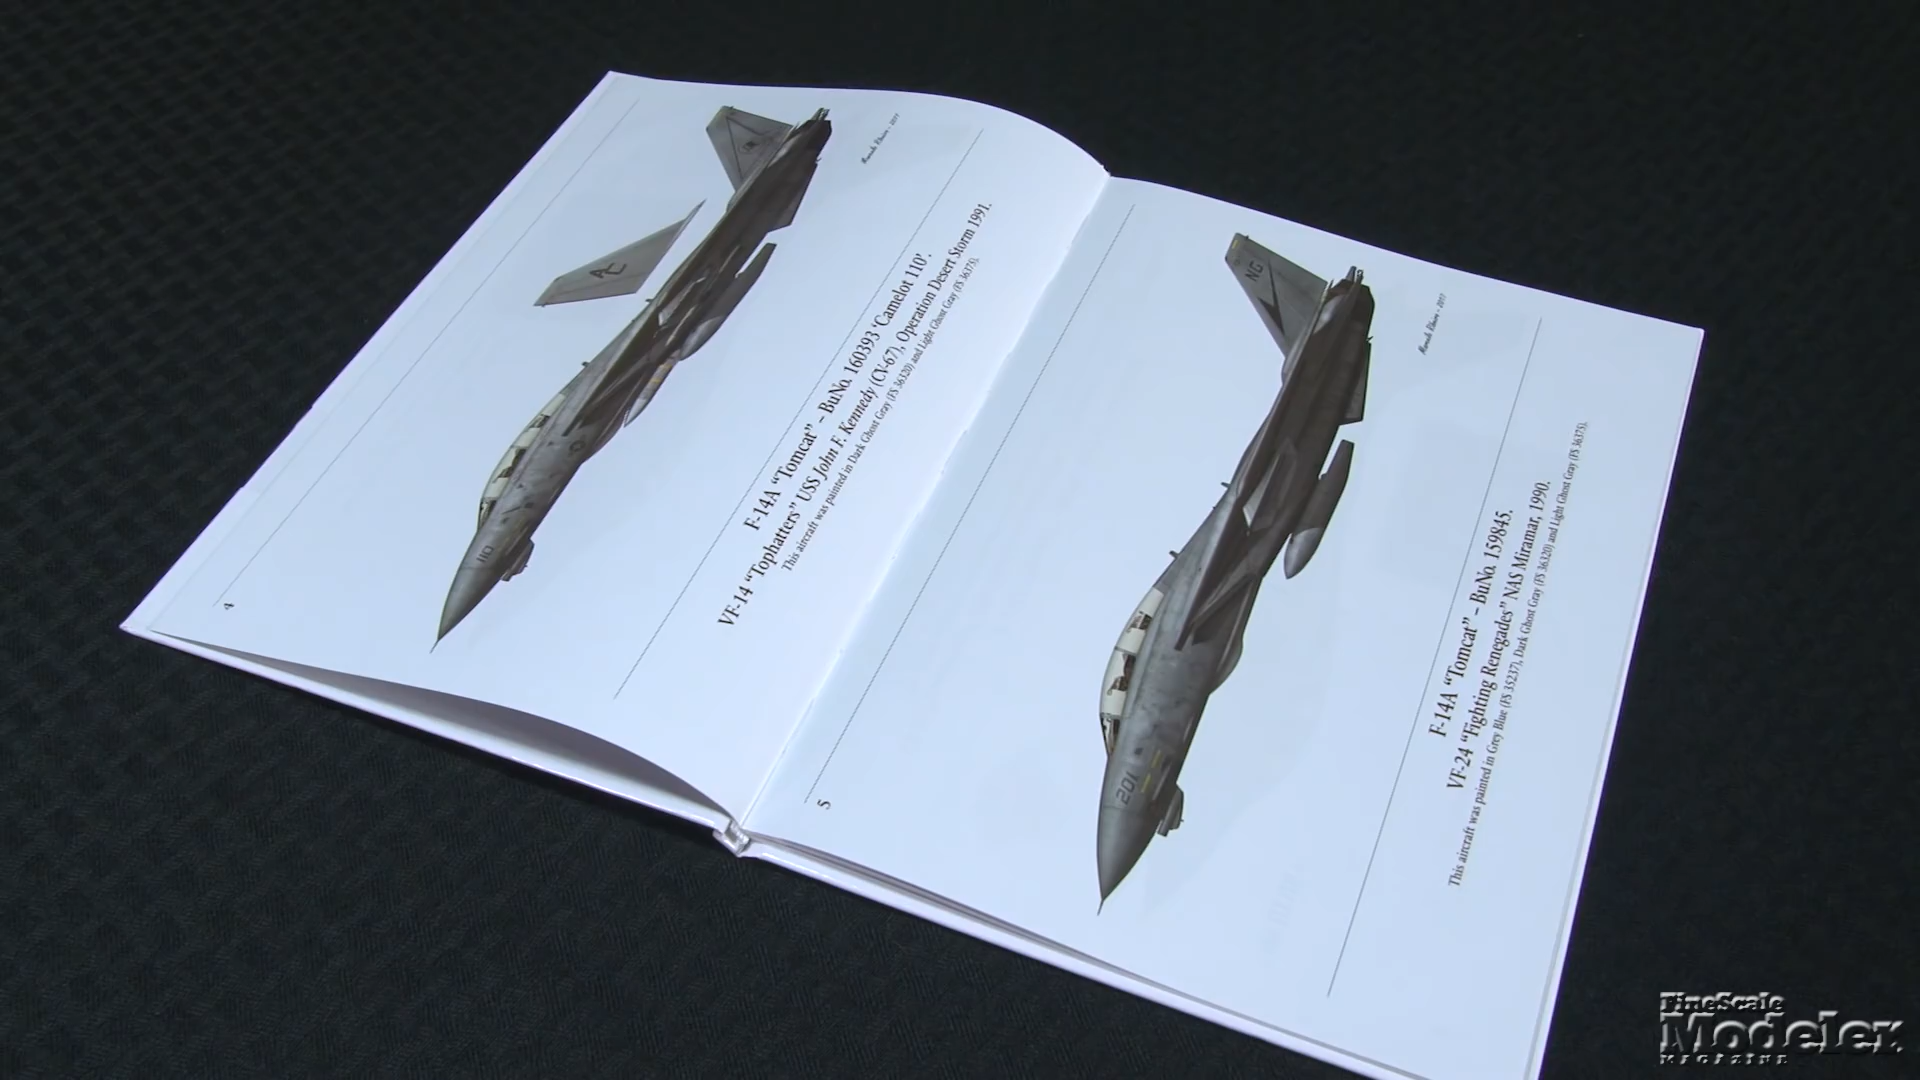 AC
110
Marcelo Ribeiro - 2017
F-14A “Tomcat” – BuNo. 160393 ‘Camelot 110’.
VF-14 “Tophatters” USS John F. Kennedy (CV-67), Operation Desert Storm 1991.
This aircraft was painted in Dark Ghost Gray (FS 36320) and Light Ghost Gray (FS 36375).
4
NG
201
F-14A “Tomcat” – BuNo. 159845.
VF-24 “Fighting Renegades” NAS Miramar, 1990.
This aircraft was painted in Grey Blue (FS 35237), Dark Ghost Gray (FS 36320) and Light Ghost Gray (FS 36375).
5
FineScale
Modeler
MAGAZINE